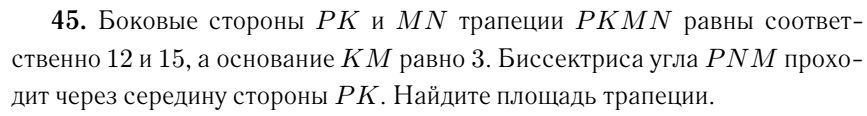 45. Боковые стороны PK и MN трапеции PKMN равны соответ-
ственно 12 и 15, а основание KM равно 3. Биссектриса угла PNM прохо-
дит через середину стороны PK. Найдите площадь трапеции.